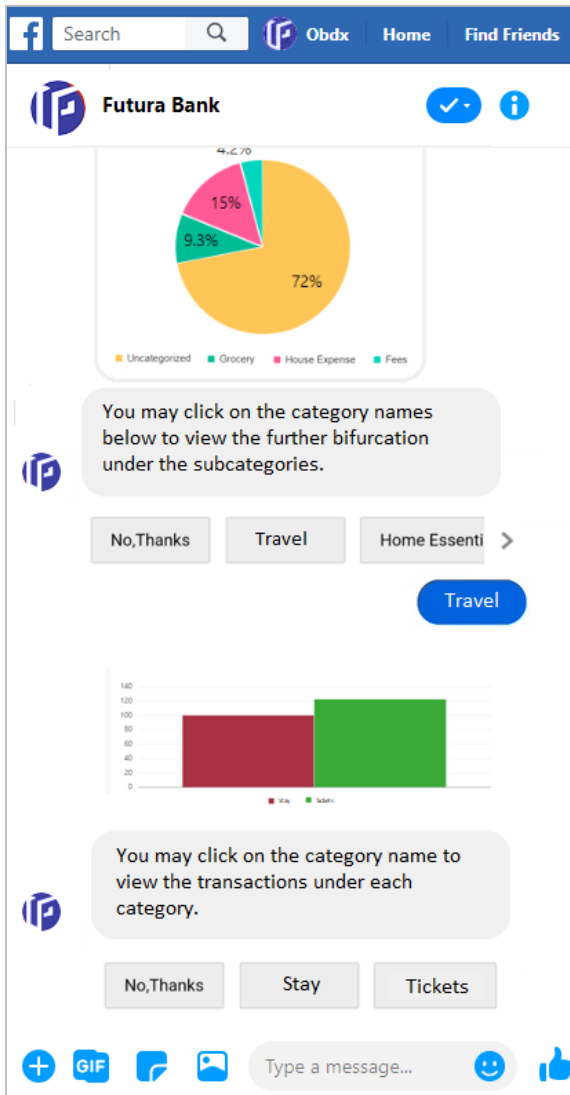 Search
Obdx
Home
Find Friends
Futura Bank
4.2%
15%
9.3%
72%
Uncategorized
Grocery
House Expense
Fees
You may click on the category names
below to view the further bifurcation
under the subcategories.
No,Thanks
Travel
Home Essenti
Travel
140
120
100
80
60
40
20
0
Stay
Tickets
You may click on the category name to
view the transactions under each
category.
No,Thanks
Stay
Tickets
GIF
Type a message...